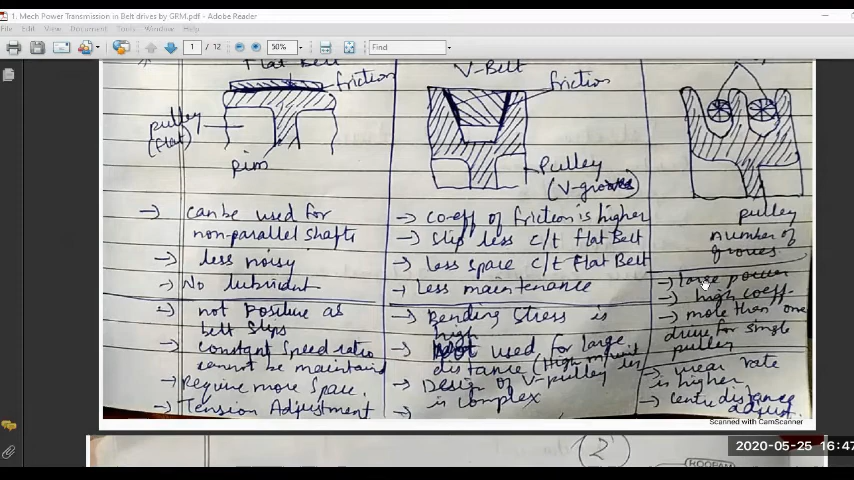 1. Mech Power Transmission in Belt drives by GRM.pdf - Adobe Reader
File Edit View Document Tools Window Help
1 / 12
50%
Find
Flat Belt
friction
pulley
(flat)
Rim
-> can be used for
non-parallel shafts
-> less noisy
-> No lubricant
-> not Positive as
belt slips
-> constant speed ratio
cannot be maintained
-> Require more Space.
-> Tension Adjustment
V-Belt
friction
Pulley
(V-grooves)
-> co-eff of friction is higher
-> Slip less c/t flat Belt
-> Less space c/t Flat Belt
-> Less maintenance
-> Bending Stress is
high
-> not used for large
distance (High m/unit
-> Design of V-pulley
is complex
->
pulley
Number of
groves.
-> large power
-> high coeff.
-> more than one
drive for single
pulley
-> wear rate
is higher
-> centre distance
adjust.
Scanned with CamScanner
2
2020-05-25 16:47